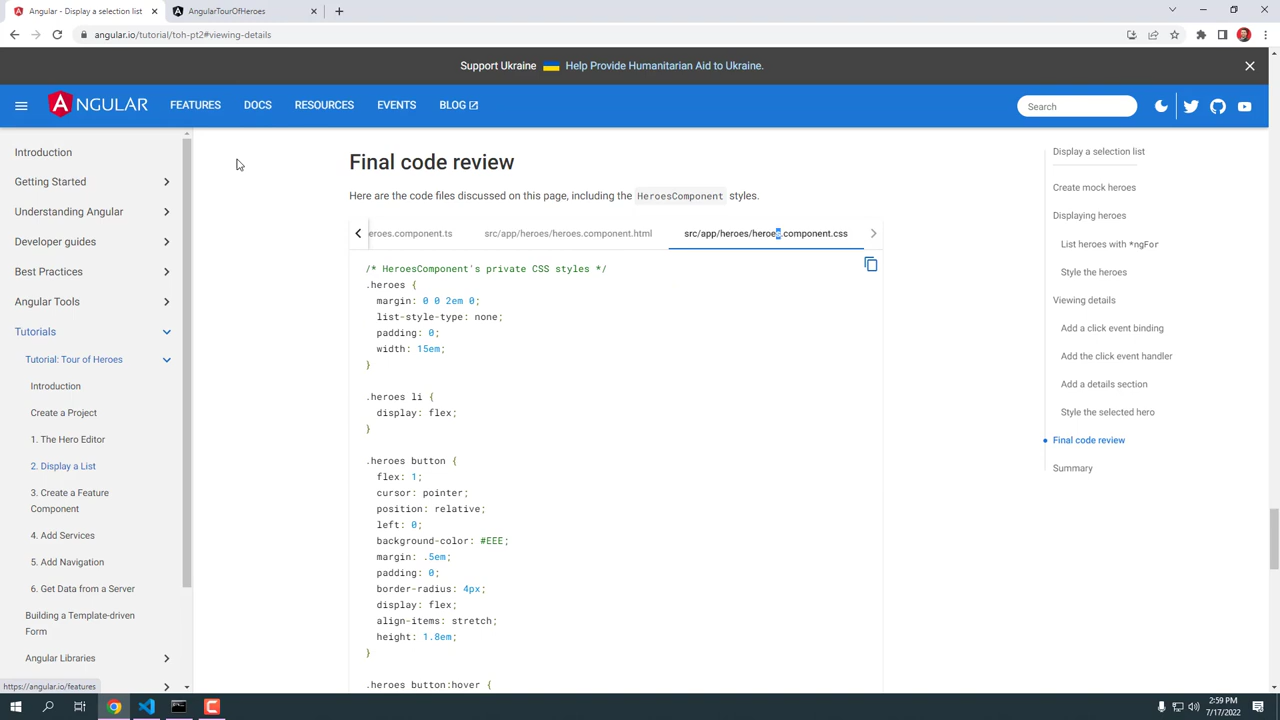 Angular - Display a selection list
AngularTourOfHeroes
angular.io/tutorial/toh-pt2#viewing-details
Support Ukraine Help Provide Humanitarian Aid to Ukraine.
ANGULAR FEATURES DOCS RESOURCES EVENTS BLOG Search
Introduction
Getting Started
Understanding Angular
Developer guides
Best Practices
Angular Tools
Tutorials
Tutorial: Tour of Heroes
Introduction
Create a Project
1. The Hero Editor
2. Display a List
3. Create a Feature
Component
4. Add Services
5. Add Navigation
6. Get Data from a Server
Building a Template-driven
Form
Angular Libraries
https://angular.io/features
Final code review
Here are the code files discussed on this page, including the HeroesComponent styles.
eroes.component.ts src/app/heroes/heroes.component.html src/app/heroes/heroes.component.css
/* HeroesComponent's private CSS styles */
.heroes {
margin: 0 0 2em 0;
list-style-type: none;
padding: 0;
width: 15em;
}
.heroes li {
display: flex;
}
.heroes button {
flex: 1;
cursor: pointer;
position: relative;
left: 0;
background-color: #EEE;
margin: .5em;
padding: 0;
border-radius: 4px;
display: flex;
align-items: stretch;
height: 1.8em;
}
.heroes button:hover {
Display a selection list
Create mock heroes
Displaying heroes
List heroes with *ngFor
Style the heroes
Viewing details
Add a click event binding
Add the click event handler
Add a details section
Style the selected hero
Final code review
Summary
2:59 PM
7/17/2022